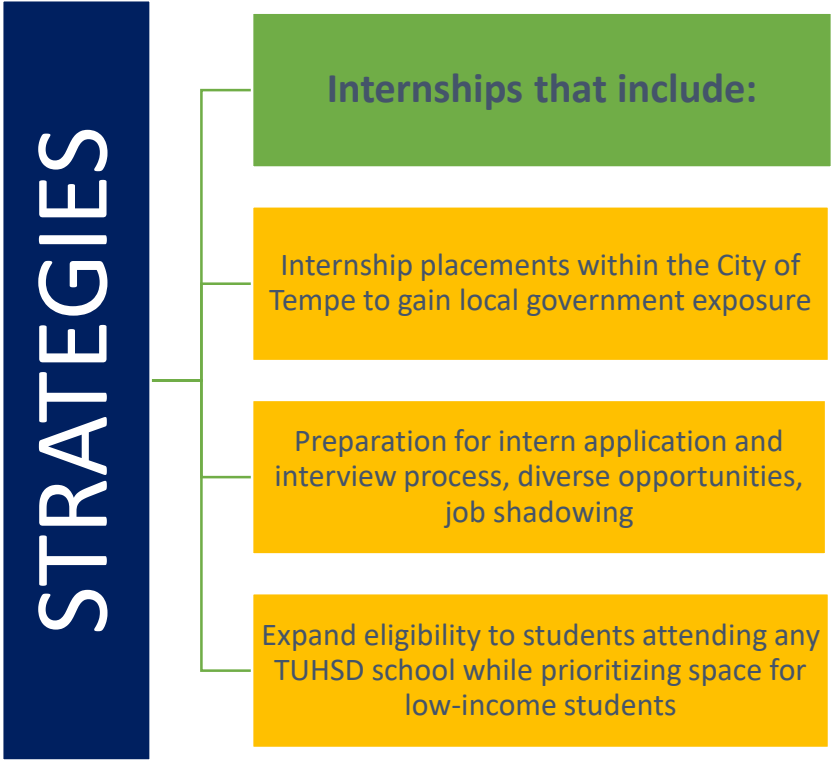 STRATEGIES
Internships that include:
Internship placements within the City of
Tempe to gain local government exposure
Preparation for intern application and
interview process, diverse opportunities,
job shadowing
Expand eligibility to students attending any
TUHSD school while prioritizing space for
low-income students